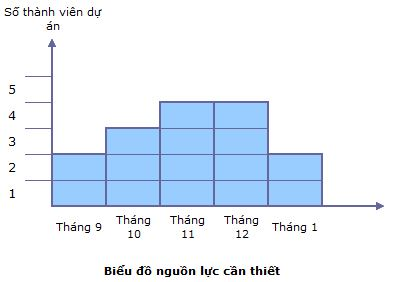 Số thành viên dự
án
5
4
3
2
1
Tháng 9
Tháng
10
Tháng
11
Tháng
12
Tháng 1
Biểu đồ nguồn lực cần thiết